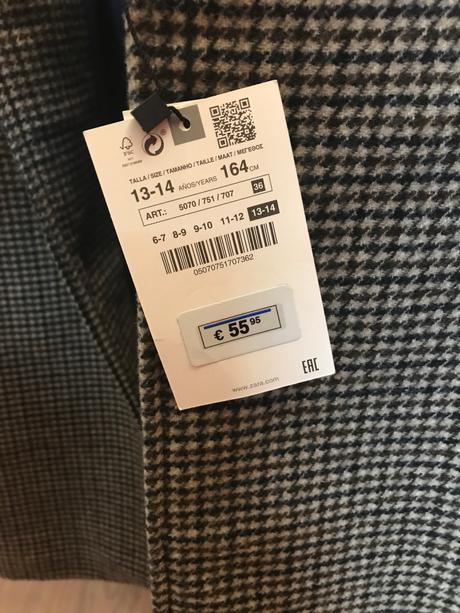 FSC
TALLA / SIZE / TAMANHO / TAILLE / MAAT / ΜΕΓΕΘΟΣ
13-14 AÑOS/YEARS 164 CM
ART.: 5070 / 751 / 707 36
6-7 8-9 9-10 11-12 13-14
05070751707362
€ 55 95
www.zara.com
EAC